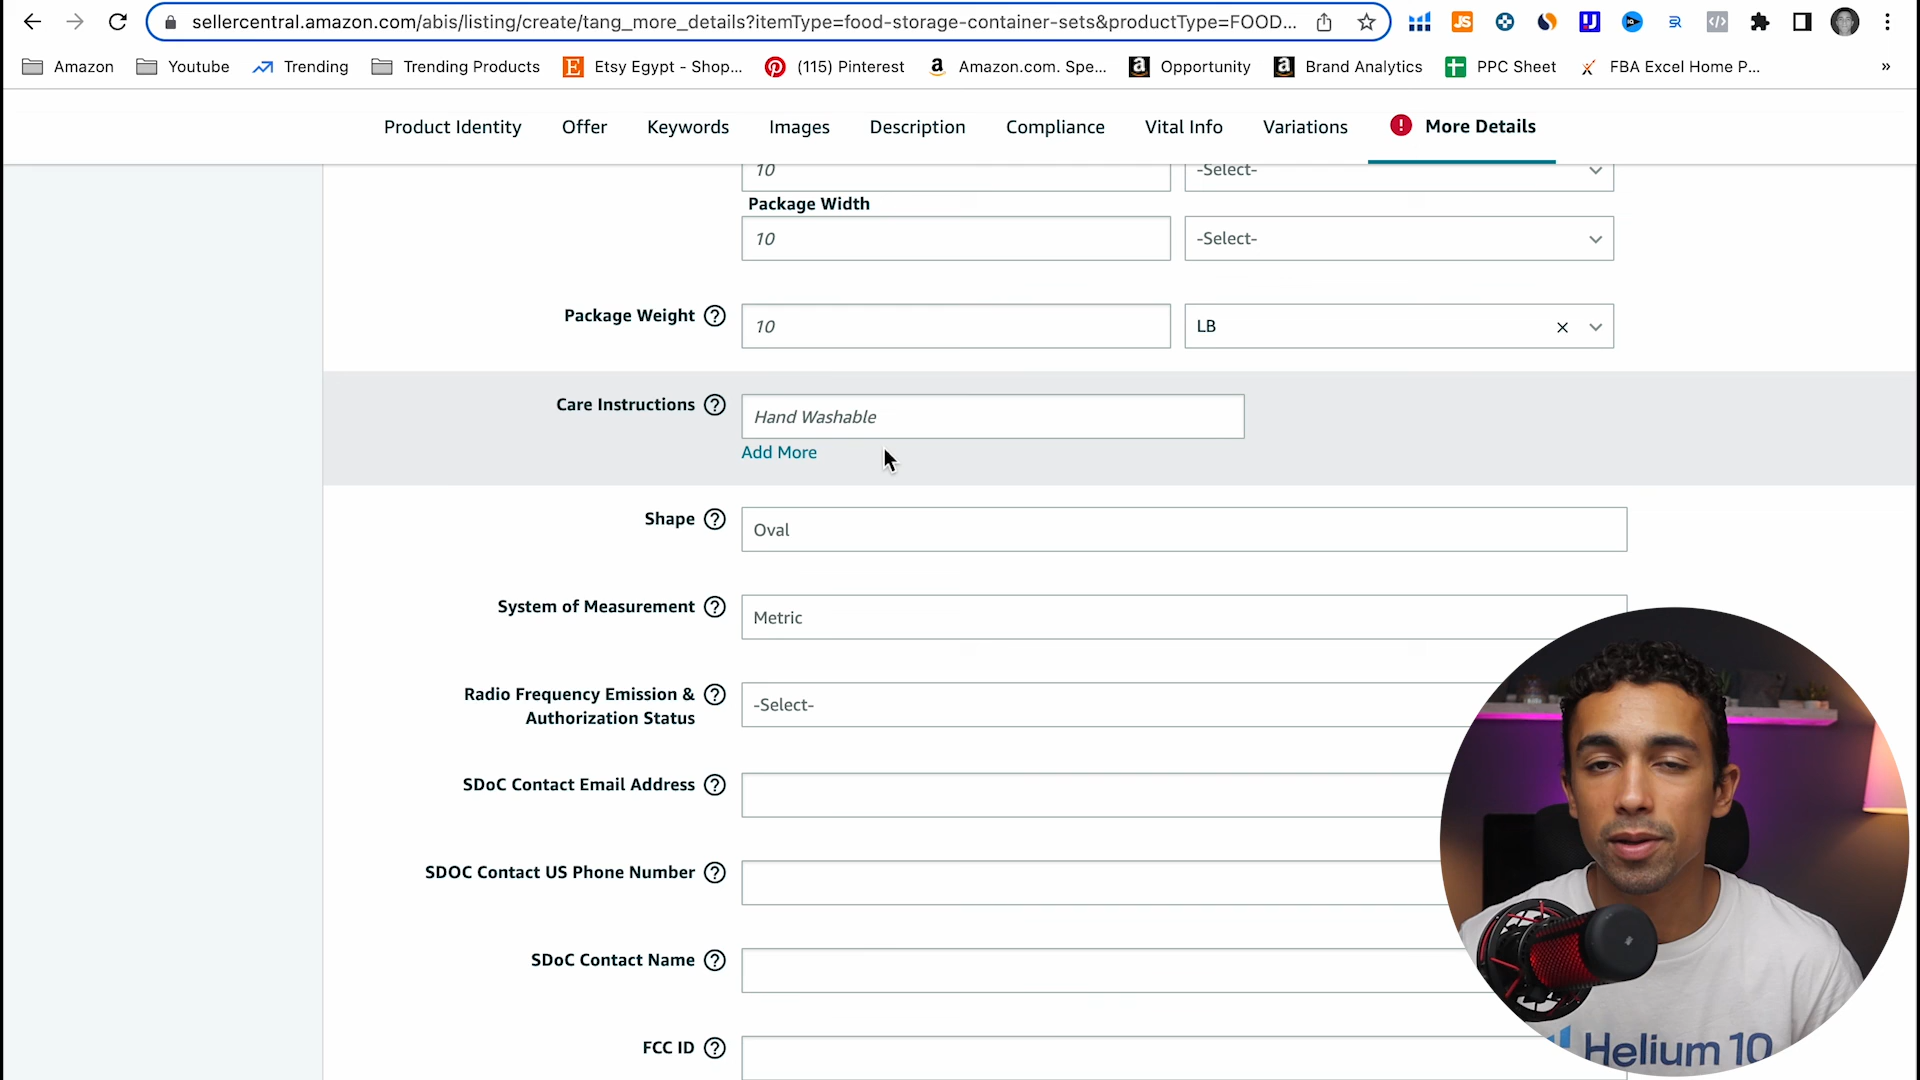 sellercentral.amazon.com/abis/listing/create/tang_more_details?itemType=food-storage-container-sets&productType=FOOD...
Amazon Youtube Trending Trending Products Etsy Egypt - Shop... (115) Pinterest Amazon.com. Spe... Opportunity Brand Analytics PPC Sheet FBA Excel Home P... »
Product Identity Offer Keywords Images Description Compliance Vital Info Variations More Details
10 -Select-
Package Width
10 -Select-
Package Weight 10 LB
Care Instructions Hand Washable
Add More
Shape Oval
System of Measurement Metric
Radio Frequency Emission &
Authorization Status
-Select-
SDoC Contact Email Address
SDOC Contact US Phone Number
SDoC Contact Name
FCC ID
Helium 10